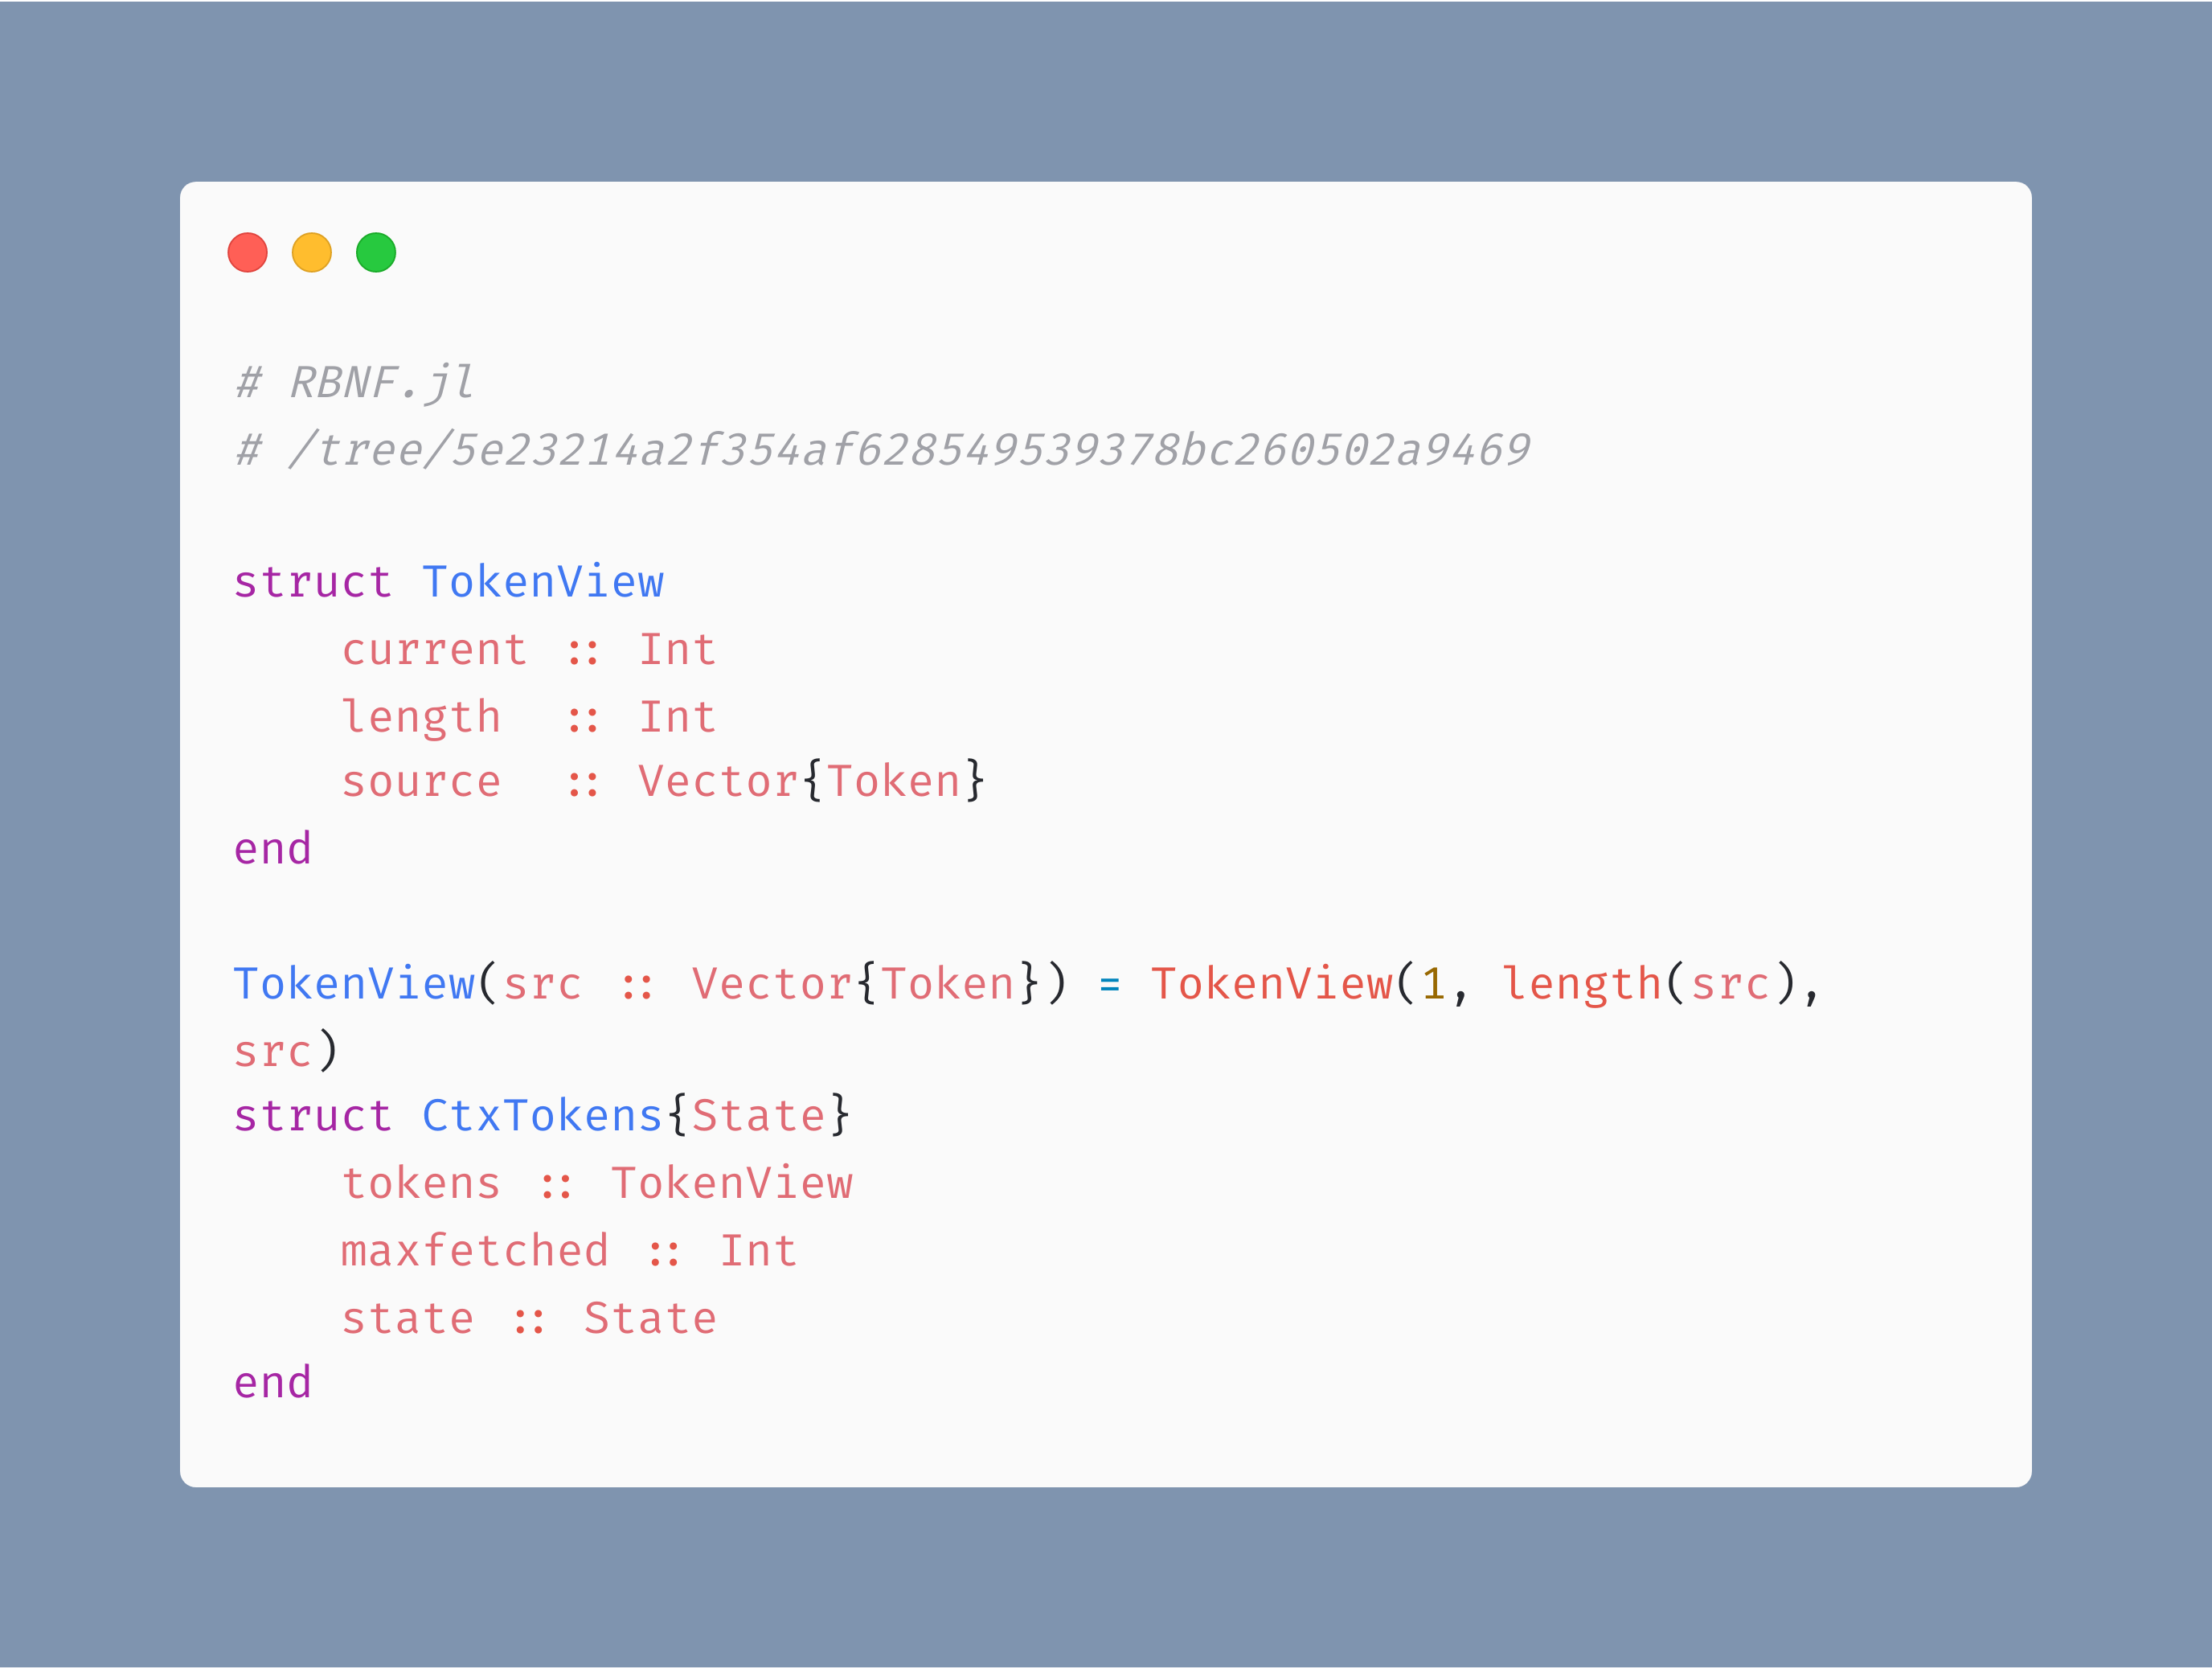 # RBNF.jl
# /tree/5e23214a2f354af628549539378bc260502a9469
struct TokenView
    current :: Int
    length  :: Int
    source  :: Vector{Token}
end
TokenView(src :: Vector{Token}) = TokenView(1, length(src),
src)
struct CtxTokens{State}
    tokens :: TokenView
    maxfetched :: Int
    state :: State
end